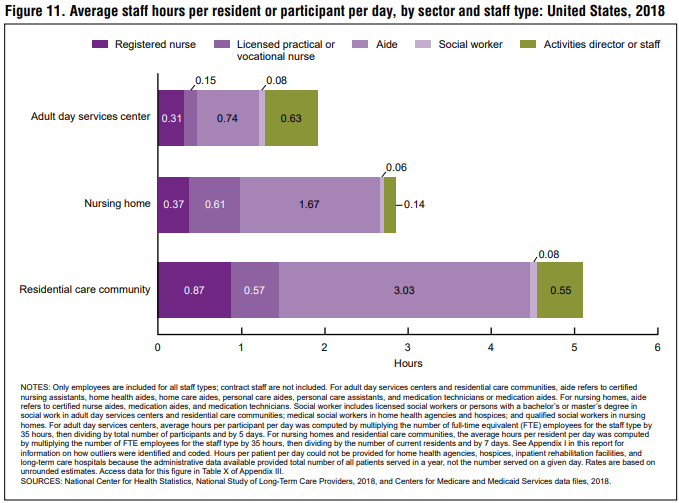 Figure 11. Average staff hours per resident or participant per day, by sector and staff type: United States, 2018
Registered nurse
Licensed practical or
vocational nurse
Aide
Social worker
Activities director or staff
Adult day services center
0.31
0.15
0.74
0.08
0.63
Nursing home
0.37
0.61
1.67
0.06
0.14
Residential care community
0.87
0.57
3.03
0.08
0.55
0 1 2 3 4 5 6
Hours
NOTES: Only employees are included for all staff types; contract staff are not included. For adult day services centers and residential care communities, aide refers to certified
nursing assistants, home health aides, home care aides, personal care aides, personal care assistants, and medication technicians or medication aides. For nursing homes, aide
refers to certified nurse aides, medication aides, and medication technicians. Social worker includes licensed social workers or persons with a bachelor's or master's degree in
social work in adult day services centers and residential care communities; medical social workers in home health agencies and hospices; and qualified social workers in nursing
homes. For adult day services centers, average hours per participant per day was computed by multiplying the number of full-time equivalent (FTE) employees for the staff type by
35 hours, then dividing by total number of participants and by 5 days. For nursing homes and residential care communities, the average hours per resident per day was computed
by multiplying the number of FTE employees for the staff type by 35 hours, then dividing by the number of current residents and by 7 days. See Appendix I in this report for
information on how outliers were identified and coded. Hours per patient per day could not be provided for home health agencies, hospices, inpatient rehabilitation facilities, and
long-term care hospitals because the administrative data available provided total number of all patients served in a year, not the number served on a given day. Rates are based on
unrounded estimates. Access data for this figure in Table X of Appendix III.
SOURCES: National Center for Health Statistics, National Study of Long-Term Care Providers, 2018, and Centers for Medicare and Medicaid Services data files, 2018.